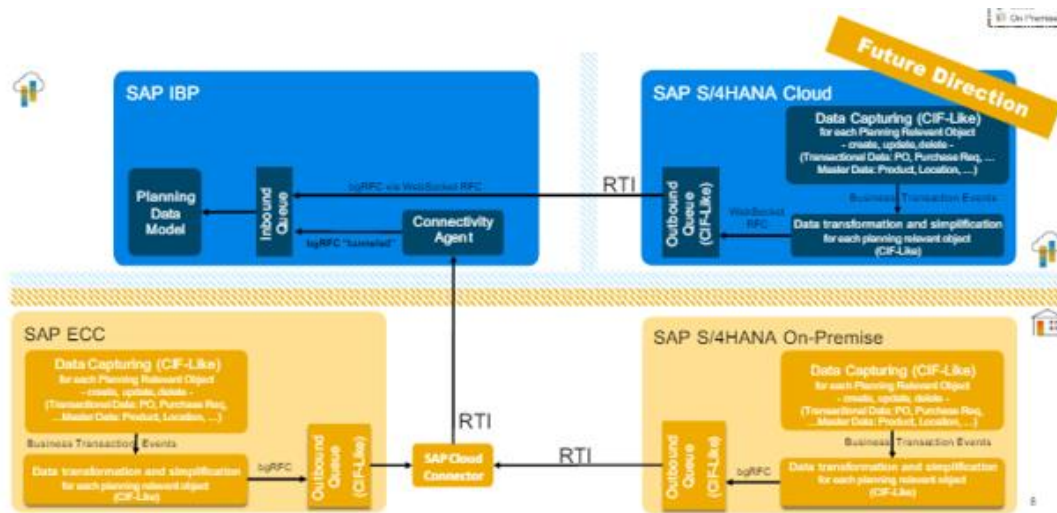 On Premise
Future Direction
SAP IBP
Planning
Data
Model
Inbound
Queue
bgRFC via WebSocket RFC
bgRFC "tunneled"
Connectivity
Agent
RTI
SAP S/4HANA Cloud
Data Capturing (CIF-Like)
for each Planning Relevant Object
- create, update, delete -
(Transactional Data: PO, Purchase Req, ...
Master Data: Product, Location, ...)
Business Transaction Events
Outbound
Queue
(CIF-Like)
WebSocket
RFC
Data transformation and simplification
for each planning relevant object
(CIF-Like)
SAP ECC
Data Capturing (CIF-Like)
for each Planning Relevant Object
- create, update, delete -
(Transactional Data: PO, Purchase Req,
...Master Data: Product, Location, ...)
Business Transaction Events
Data transformation and simplification
for each planning relevant object
(CIF-Like)
bgRFC
Outbound
Queue
(CIF-Like)
RTI
SAP Cloud
Connector
RTI
SAP S/4HANA On-Premise
Data Capturing (CIF-Like)
for each Planning Relevant Object
- create, update, delete -
(Transactional Data: PO, Purchase Req,
...Master Data: Product, Location, ...)
Business Transaction Events
Outbound
Queue
(CIF-Like)
bgRFC
Data transformation and simplification
for each planning relevant object
(CIF-Like)